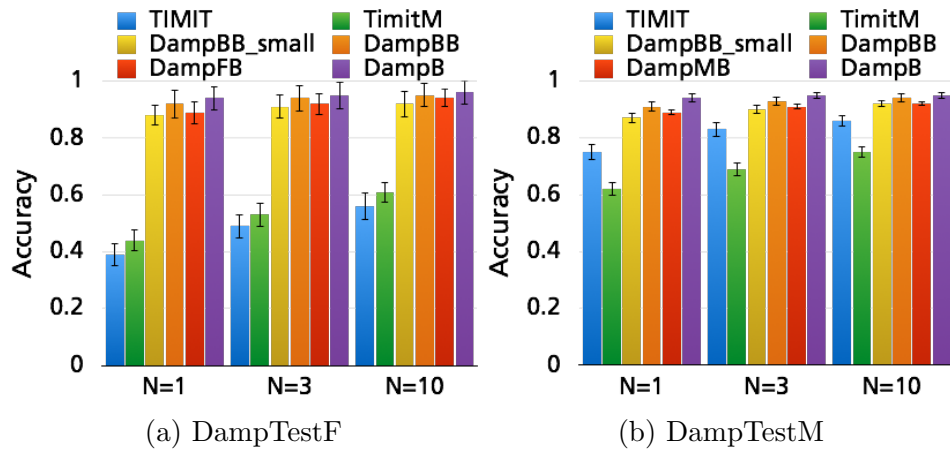 TIMIT TimitM
DampBB_small DampBB
DampFB DampB
1
0.8
0.6
0.4
0.2
0
Accuracy
N=1 N=3 N=10
(a) DampTestF
TIMIT TimitM
DampBB_small DampBB
DampMB DampB
1
0.8
0.6
0.4
0.2
0
Accuracy
N=1 N=3 N=10
(b) DampTestM